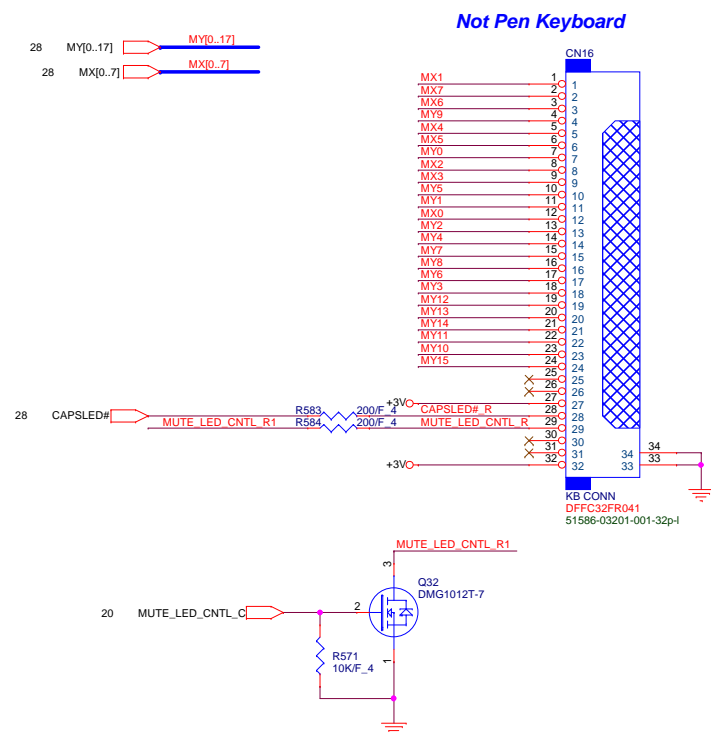 Not Pen Keyboard
28 MY[0..17] MY[0..17]
28 MX[0..7] MX[0..7]
CN16
MX1 1 1
MX7 2 2
MX6 3 3
MY9 4 4
MX4 5 5
MX5 6 6
MY0 7 7
MX2 8 8
MX3 9 9
MY5 10 10
MY1 11 11
MX0 12 12
MY2 13 13
MY4 14 14
MY7 15 15
MY8 16 16
MY6 17 17
MY3 18 18
MY12 19 19
MY13 20 20
MY14 21 21
MY11 22 22
MY10 23 23
MY15 24 24
25 25
26 26
+3V 27 27
28 CAPSLED# R583 200/F_4 CAPSLED#_R 28 28
MUTE_LED_CNTL_R1 R584 200/F_4 MUTE_LED_CNTL_R 29 29
30 30
31 31 34 34
+3V 32 32 33 33
KB CONN
DFFC32FR041
51586-03201-001-32p-l
MUTE_LED_CNTL_R1
3
Q32
DMG1012T-7
20 MUTE_LED_CNTL_C 2
1
R571
10K/F_4